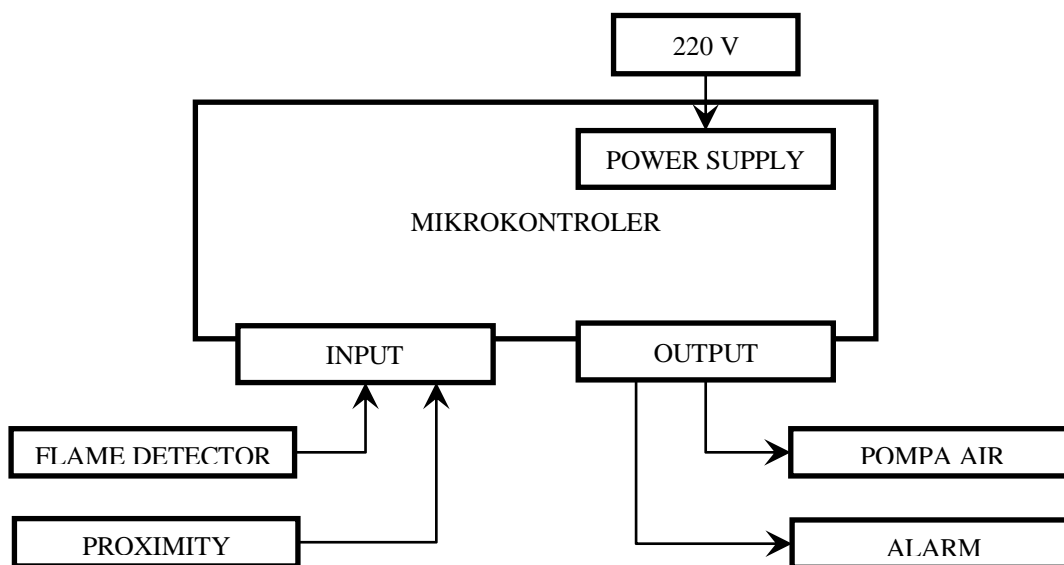 220 V
POWER SUPPLY
MIKROKONTROLER
INPUT
OUTPUT
FLAME DETECTOR
POMPA AIR
PROXIMITY
ALARM